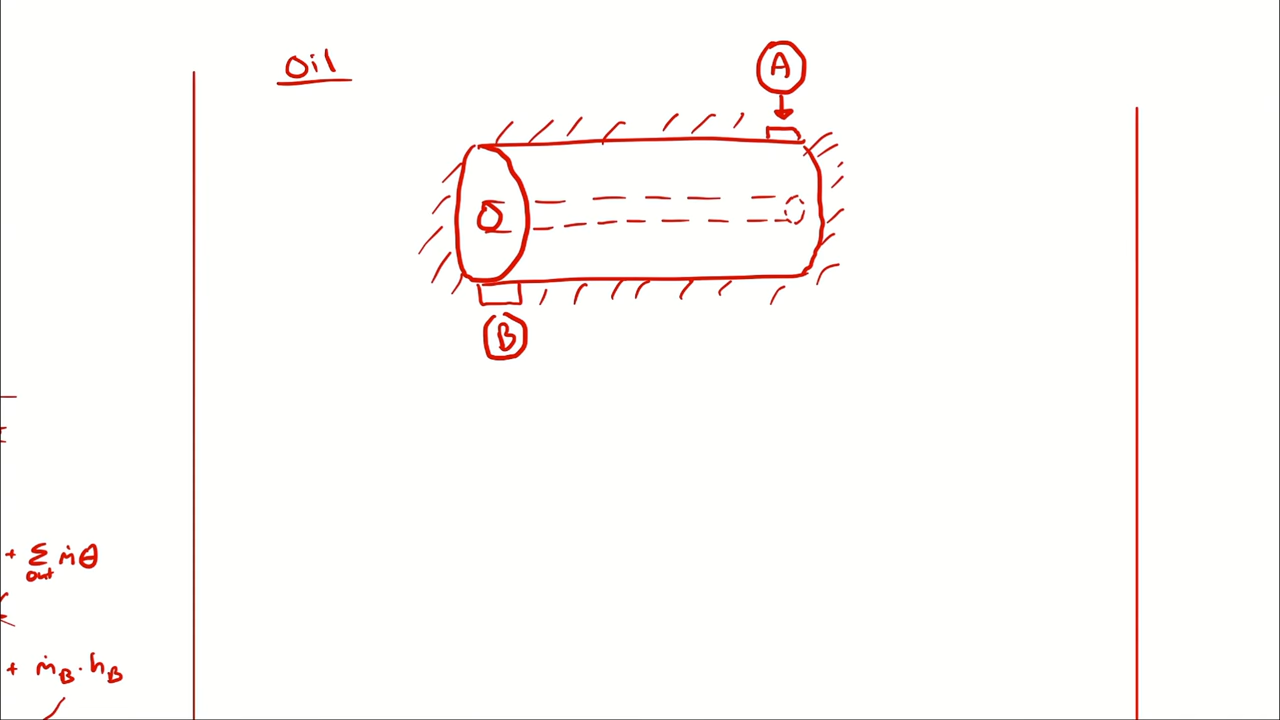 Oil
A
B
+ Σ ṁθ
out
+ ṁB · hB